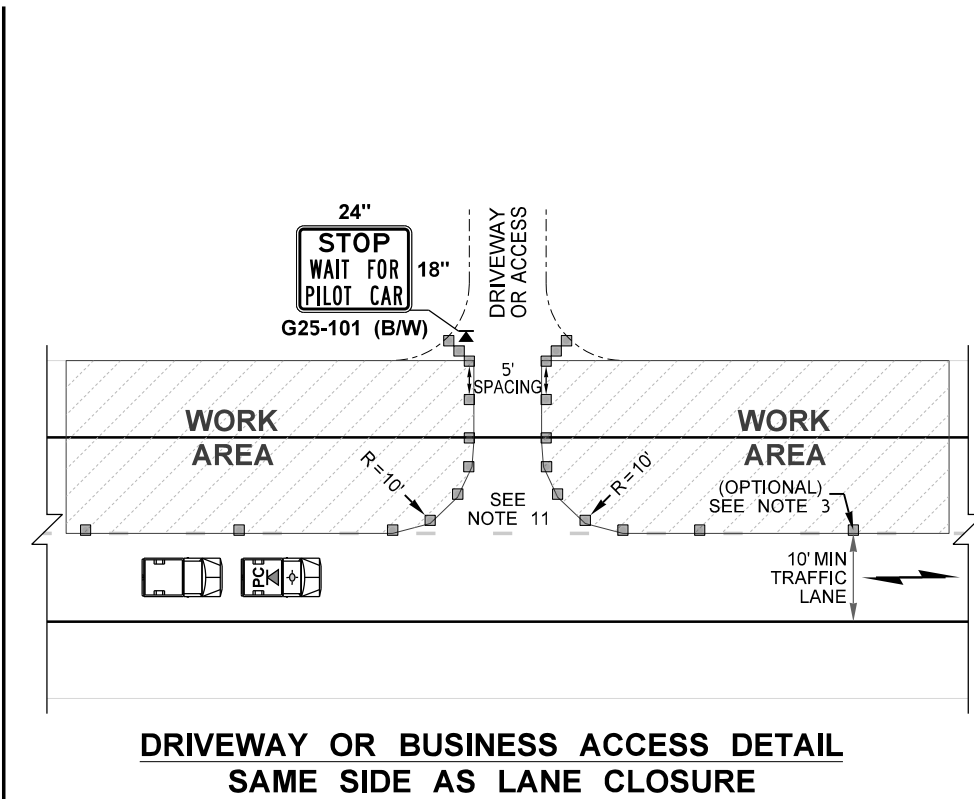 24"
STOP
WAIT FOR
PILOT CAR
18"
G25-101 (B/W)
DRIVEWAY
OR ACCESS
5'
SPACING
WORK
AREA
WORK
AREA
R=10'
R=10'
SEE
NOTE 11
(OPTIONAL)
SEE NOTE 3
10' MIN
TRAFFIC
LANE
PC
DRIVEWAY OR BUSINESS ACCESS DETAIL
SAME SIDE AS LANE CLOSURE